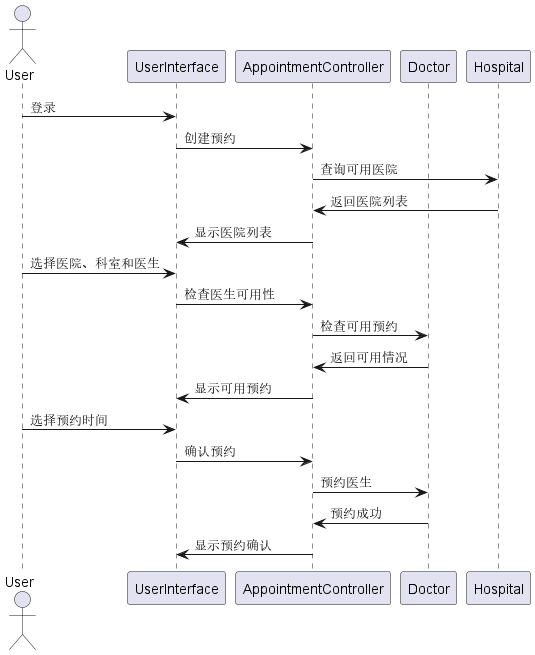 User
UserInterface
AppointmentController
Doctor
Hospital
登录
创建预约
查询可用医院
返回医院列表
显示医院列表
选择医院、科室和医生
检查医生可用性
检查可用预约
返回可用情况
显示可用预约
选择预约时间
确认预约
预约医生
预约成功
显示预约确认
User
UserInterface
AppointmentController
Doctor
Hospital